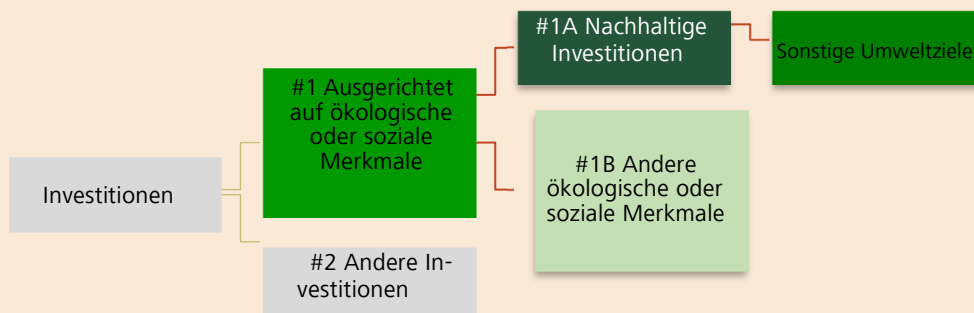 Investitionen
#1 Ausgerichtet
auf ökologische
oder soziale
Merkmale
#2 Andere In-
vestitionen
#1A Nachhaltige
Investitionen
#1B Andere
ökologische oder
soziale Merkmale
Sonstige Umweltziele